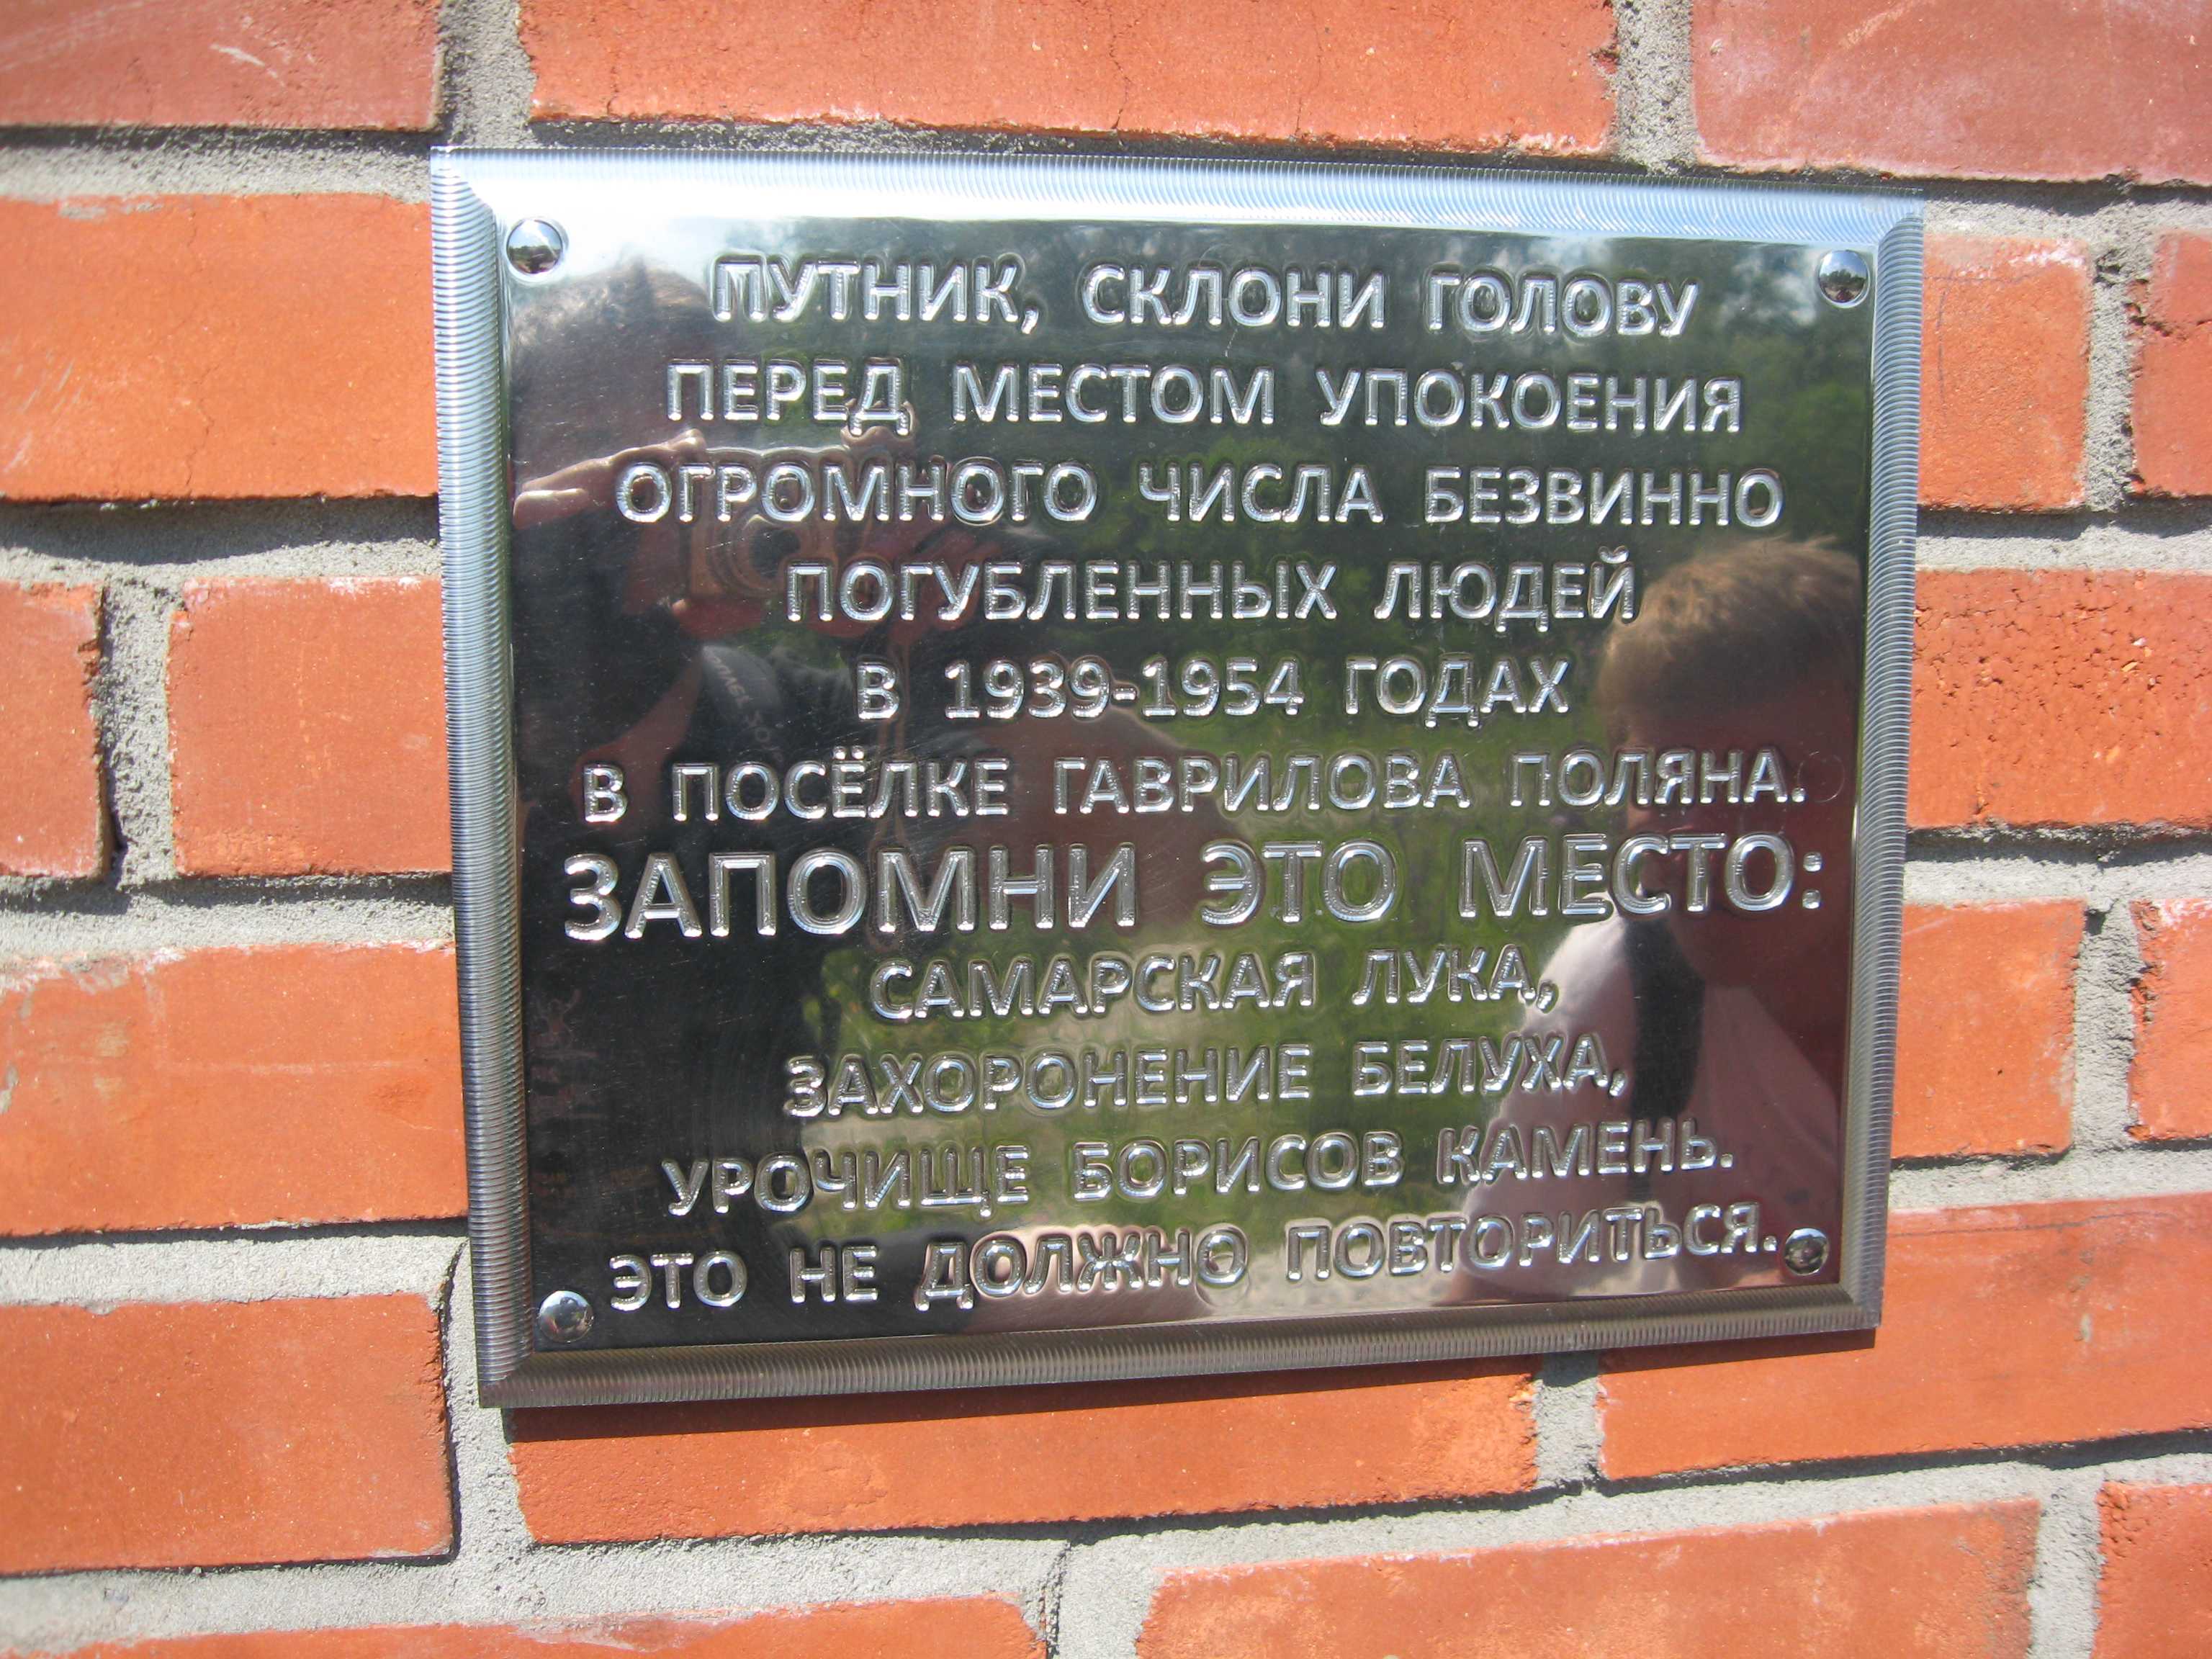 ПУТНИК, СКЛОНИ ГОЛОВУ
ПЕРЕД МЕСТОМ УПОКОЕНИЯ
ОГРОМНОГО ЧИСЛА БЕЗВИННО
ПОГУБЛЕННЫХ ЛЮДЕЙ
В 1939-1954 ГОДАХ
В ПОСЁЛКЕ ГАВРИЛОВА ПОЛЯНА.
ЗАПОМНИ ЭТО МЕСТО:
САМАРСКАЯ ЛУКА,
ЗАХОРОНЕНИЕ БЕЛУХА,
УРОЧИЩЕ БОРИСОВ КАМЕНЬ.
ЭТО НЕ ДОЛЖНО ПОВТОРИТЬСЯ.